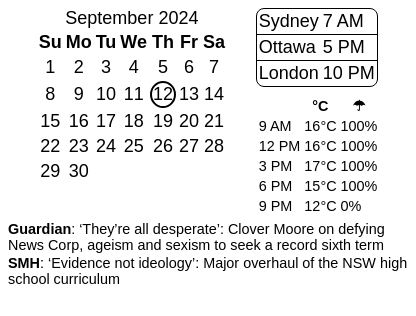 September 2024
Su Mo Tu We Th Fr Sa
1 2 3 4 5 6 7
8 9 10 11 12 13 14
15 16 17 18 19 20 21
22 23 24 25 26 27 28
29 30
Sydney 7 AM
Ottawa 5 PM
London 10 PM
°C ☂
9 AM 16°C 100%
12 PM 16°C 100%
3 PM 17°C 100%
6 PM 15°C 100%
9 PM 12°C 0%
Guardian: ‘They’re all desperate’: Clover Moore on defying
News Corp, ageism and sexism to seek a record sixth term
SMH: ‘Evidence not ideology’: Major overhaul of the NSW high
school curriculum